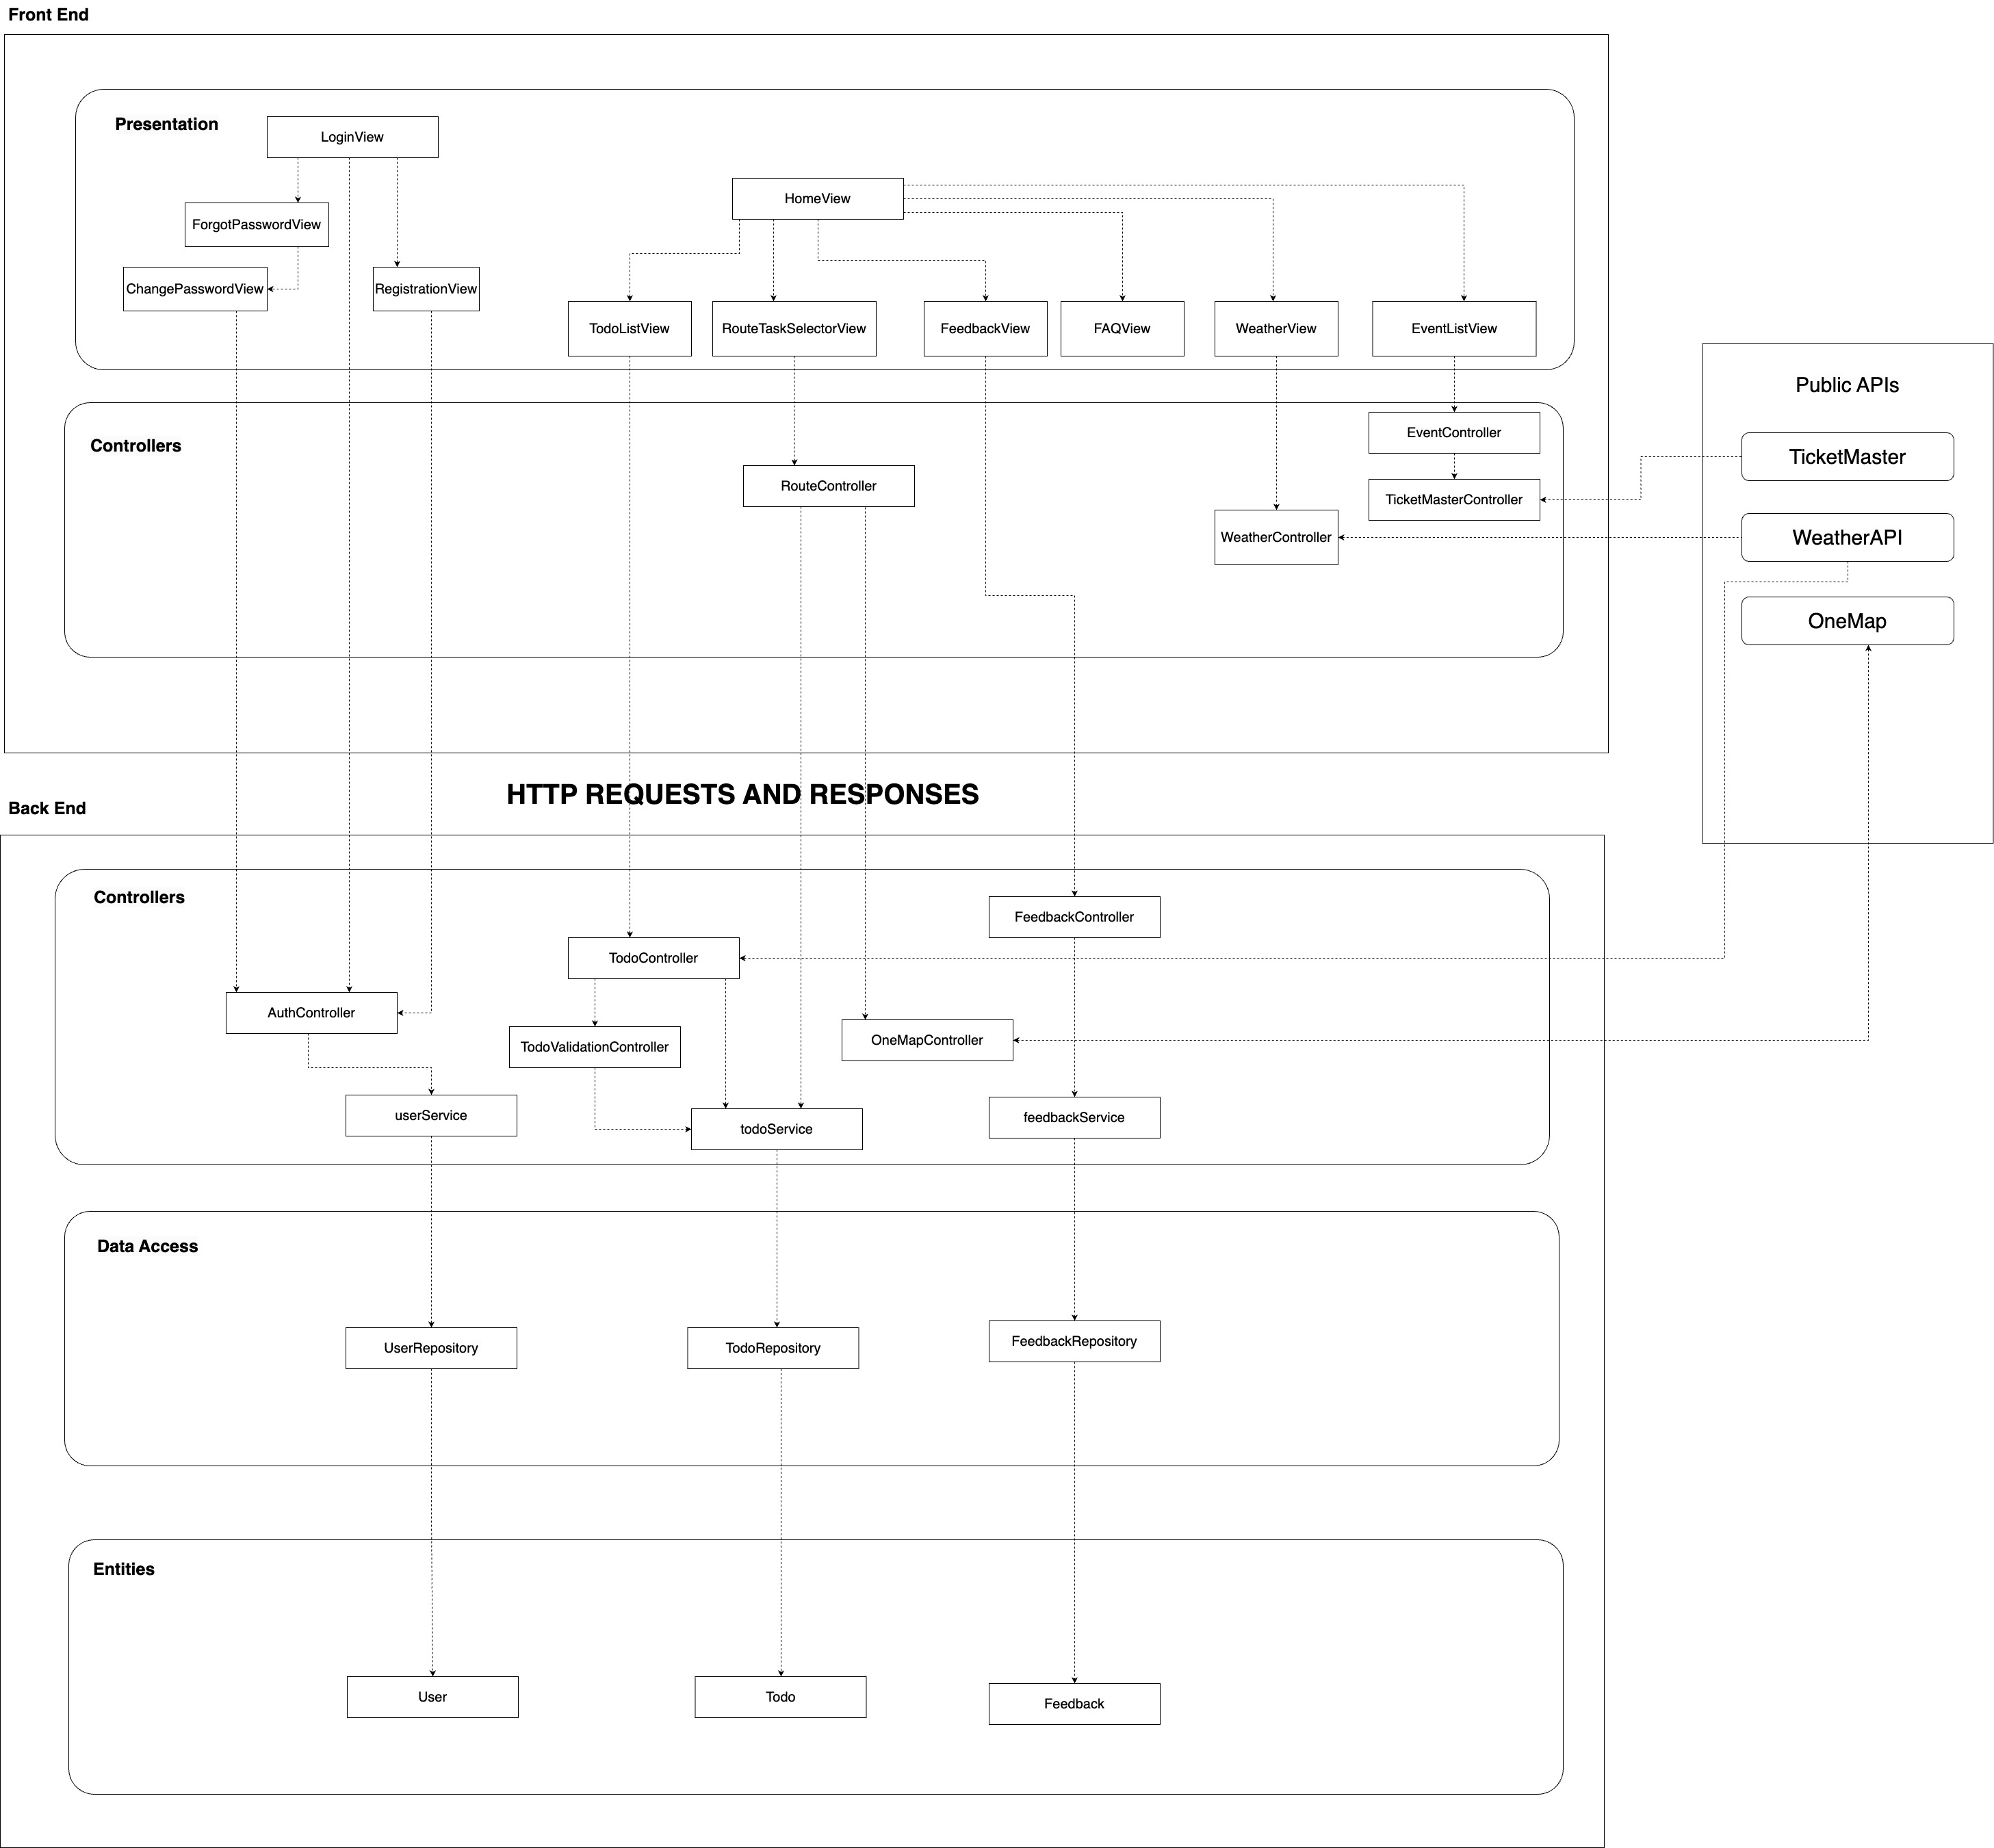 Front End
Presentation
LoginView
HomeView
ForgotPasswordView
ChangePasswordView
RegistrationView
TodoListView
RouteTaskSelectorView
FeedbackView
FAQView
WeatherView
EventListView
Public APIs
Controllers
EventController
TicketMaster
RouteController
TicketMasterController
WeatherController
WeatherAPI
OneMap
HTTP REQUESTS AND RESPONSES
Back End
Controllers
FeedbackController
TodoController
AuthController
TodoValidationController
OneMapController
userService
todoService
feedbackService
Data Access
UserRepository
TodoRepository
FeedbackRepository
Entities
User
Todo
Feedback